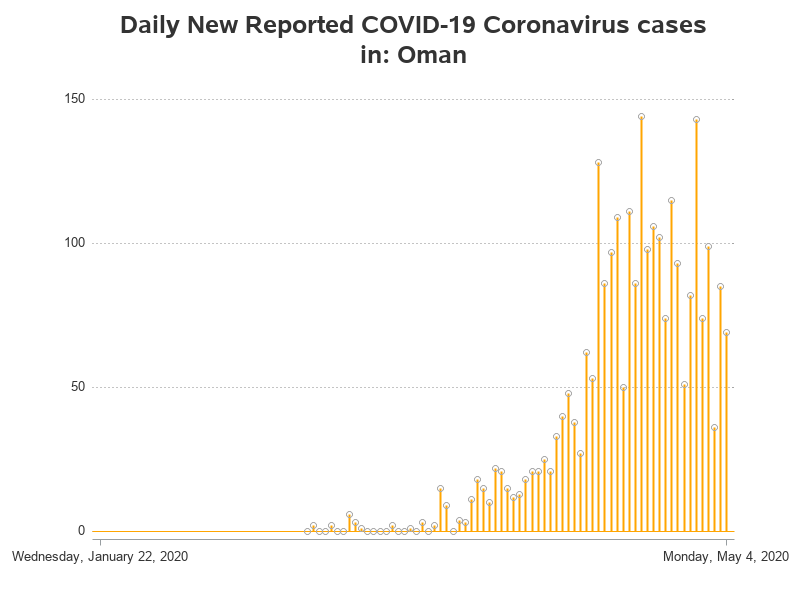 Daily New Reported COVID-19 Coronavirus cases
in: Oman
150
100
50
0
Wednesday, January 22, 2020
Monday, May 4, 2020